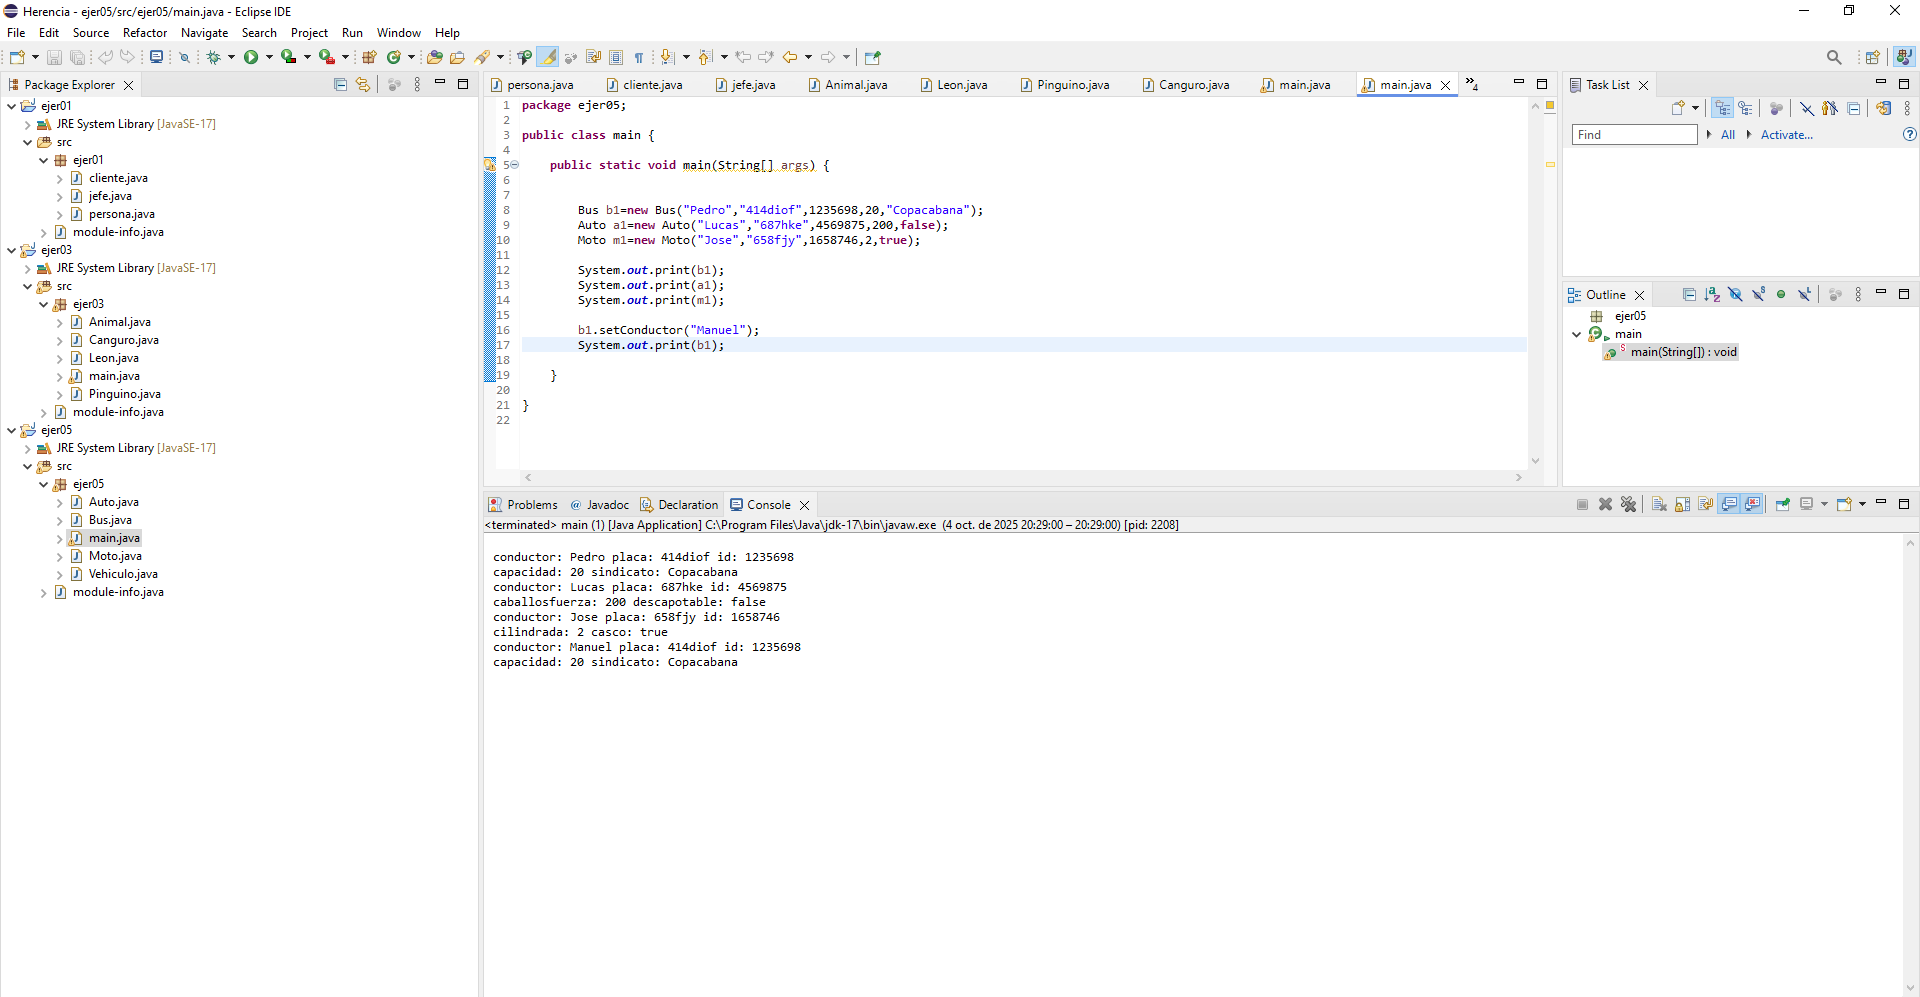 Herencia - ejer05/src/ejer05/main.java - Eclipse IDE
File Edit Source Refactor Navigate Search Project Run Window Help
Package Explorer
ejer01
JRE System Library [JavaSE-17]
src
ejer01
cliente.java
jefe.java
persona.java
module-info.java
ejer03
JRE System Library [JavaSE-17]
src
ejer03
Animal.java
Canguro.java
Leon.java
main.java
Pinguino.java
module-info.java
ejer05
JRE System Library [JavaSE-17]
src
ejer05
Auto.java
Bus.java
main.java
Moto.java
Vehiculo.java
module-info.java
persona.java cliente.java jefe.java Animal.java Leon.java Pinguino.java Canguro.java main.java main.java »4
1 package ejer05;
2
3 public class main {
4
5 public static void main(String[] args) {
6
7
8 Bus b1=new Bus("Pedro","414diof",1235698,20,"Copacabana");
9 Auto a1=new Auto("Lucas","687hke",4569875,200,false);
10 Moto m1=new Moto("Jose","658fjy",1658746,2,true);
11
12 System.out.print(b1);
13 System.out.print(a1);
14 System.out.print(m1);
15
16 b1.setConductor("Manuel");
17 System.out.print(b1);
18
19 }
20
21 }
22
Problems Javadoc Declaration Console
<terminated> main (1) [Java Application] C:\Program Files\Java\jdk-17\bin\javaw.exe (4 oct. de 2025 20:29:00 – 20:29:00) [pid: 2208]
conductor: Pedro placa: 414diof id: 1235698
capacidad: 20 sindicato: Copacabana
conductor: Lucas placa: 687hke id: 4569875
caballosfuerza: 200 descapotable: false
conductor: Jose placa: 658fjy id: 1658746
cilindrada: 2 casco: true
conductor: Manuel placa: 414diof id: 1235698
capacidad: 20 sindicato: Copacabana
Task List
Find All Activate...
Outline
ejer05
main
main(String[]) : void